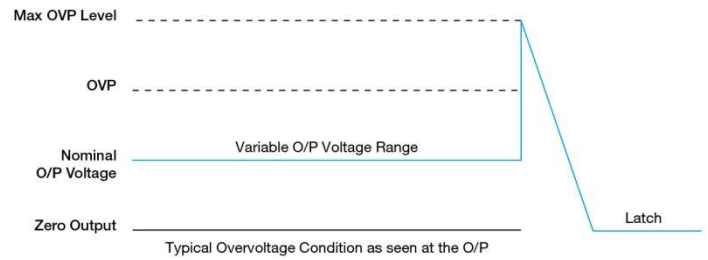 Max OVP Level
OVP
Variable O/P Voltage Range
Nominal
O/P Voltage
Zero Output
Latch
Typical Overvoltage Condition as seen at the O/P